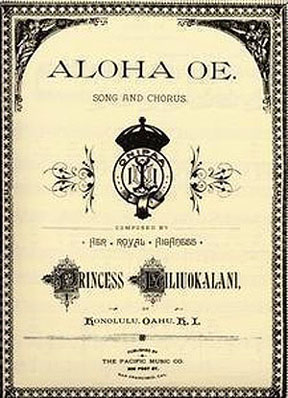 ALOHA OE.
SONG AND CHORUS.
ONIPAA
COMPOSED BY
HER ROYAL HIGHNESS
PRINCESS LILIUOKALANI,
OF
HONOLULU, OAHU, H. I.
PUBLISHED BY
THE PACIFIC MUSIC CO.
SAN FRANCISCO, CAL.